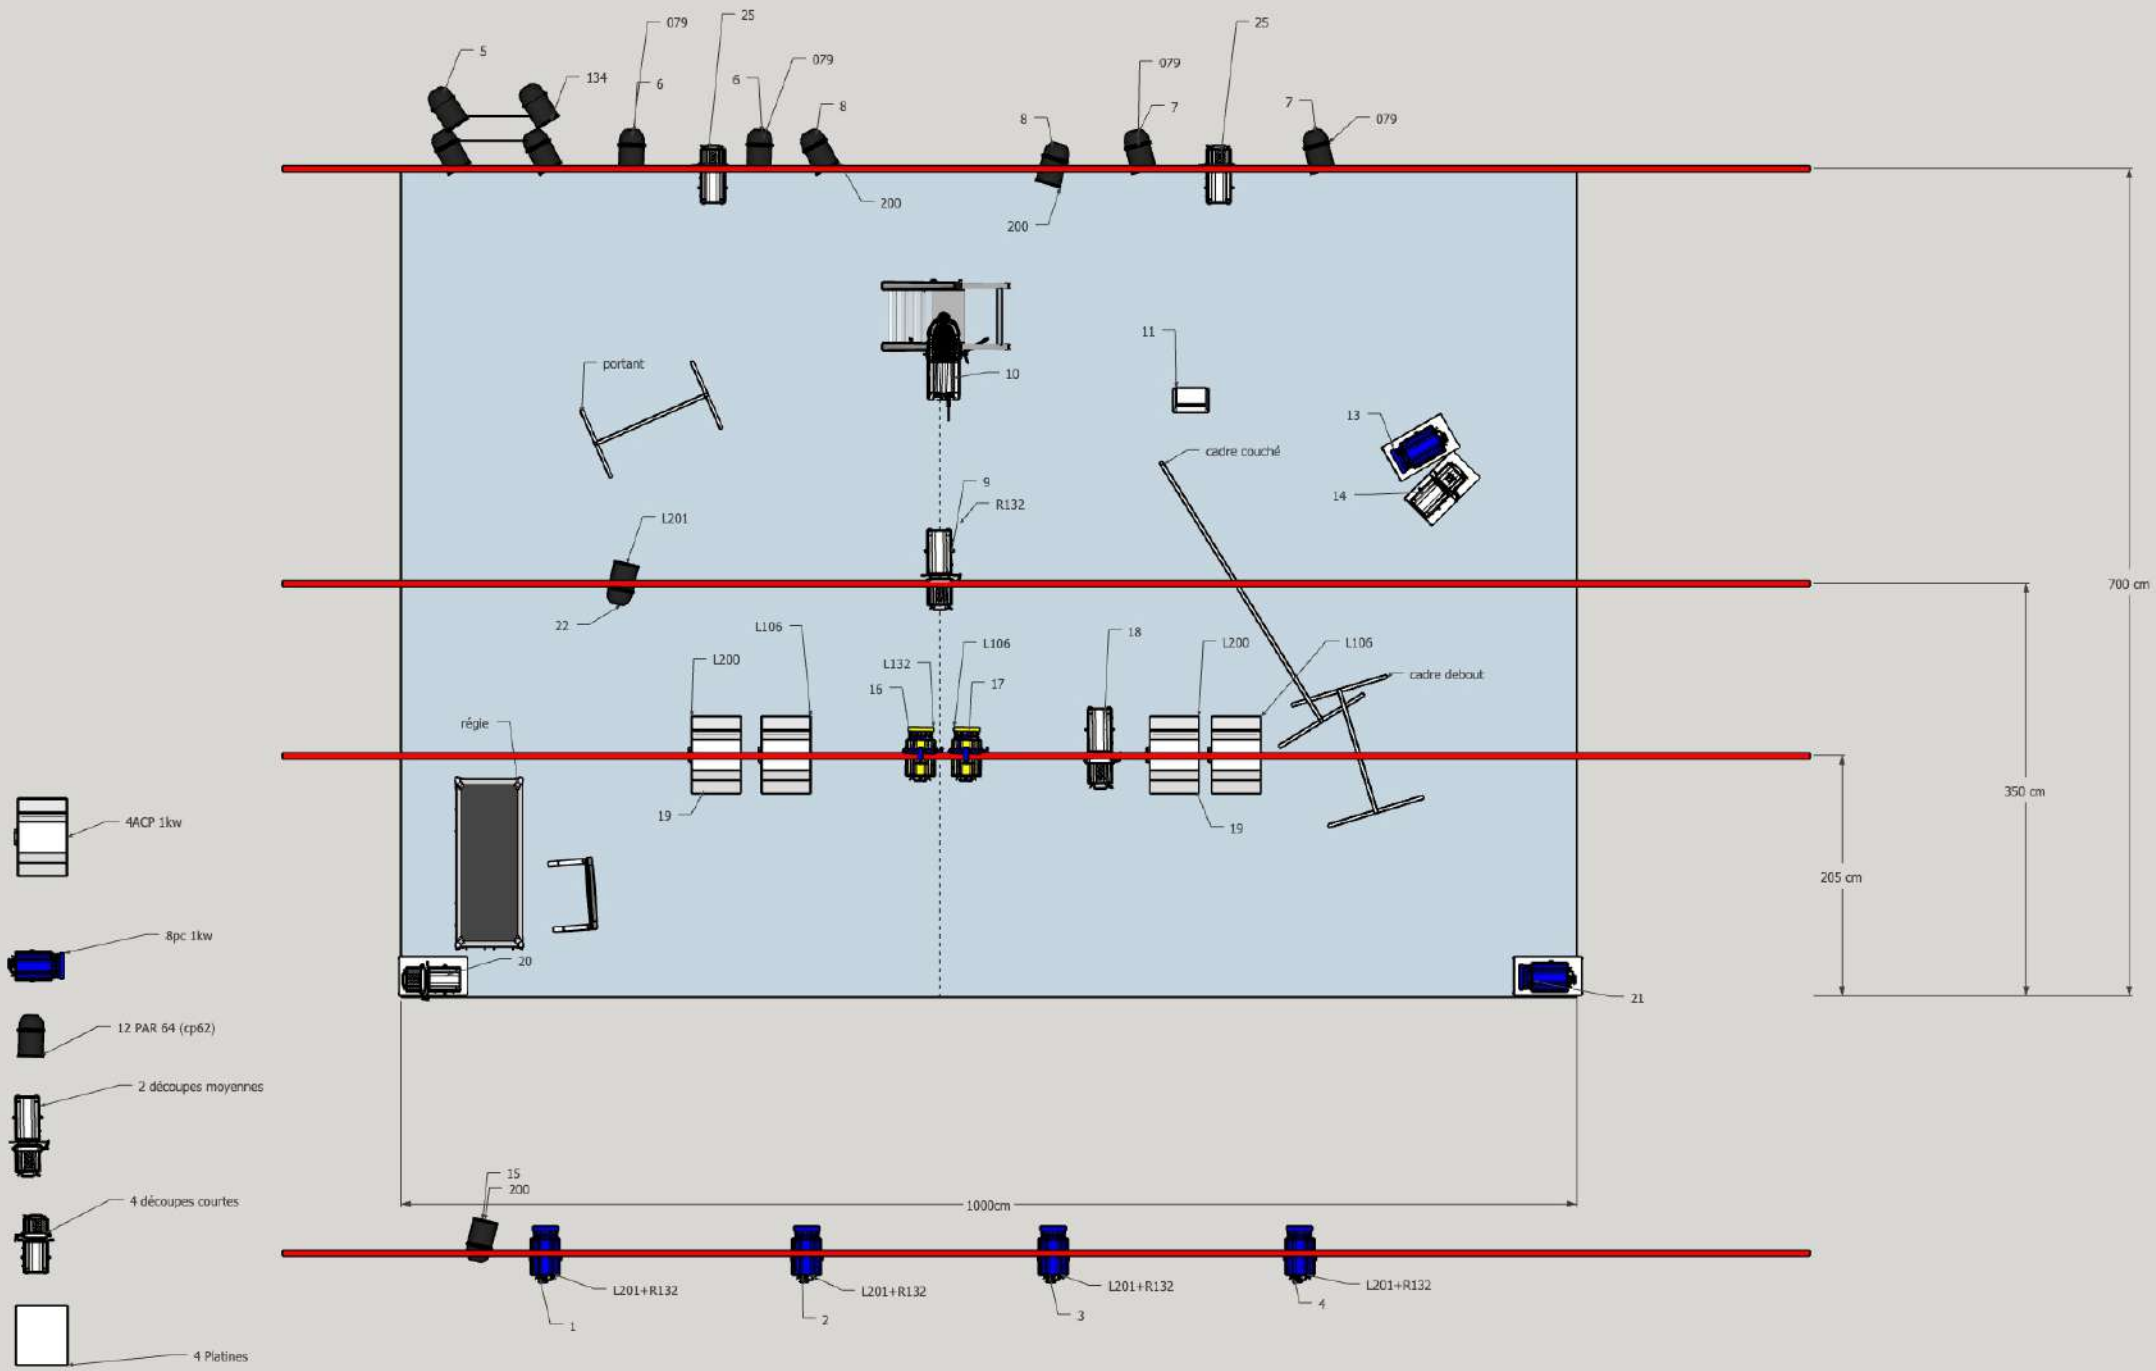 5
134
079
6
25
6
079
8
200
8
200
079
7
25
7
079
portant
10
11
cadre couché
13
14
9
R132
L201
22
L200
L106
L132
16
L106
17
18
L200
L106
cadre debout
régie
19
19
20
21
700 cm
350 cm
205 cm
4ACP 1kw
8pc 1kw
12 PAR 64 (cp62)
2 découpes moyennes
4 découpes courtes
4 Platines
1000cm
15
200
L201+R132
1
L201+R132
2
L201+R132
3
L201+R132
4